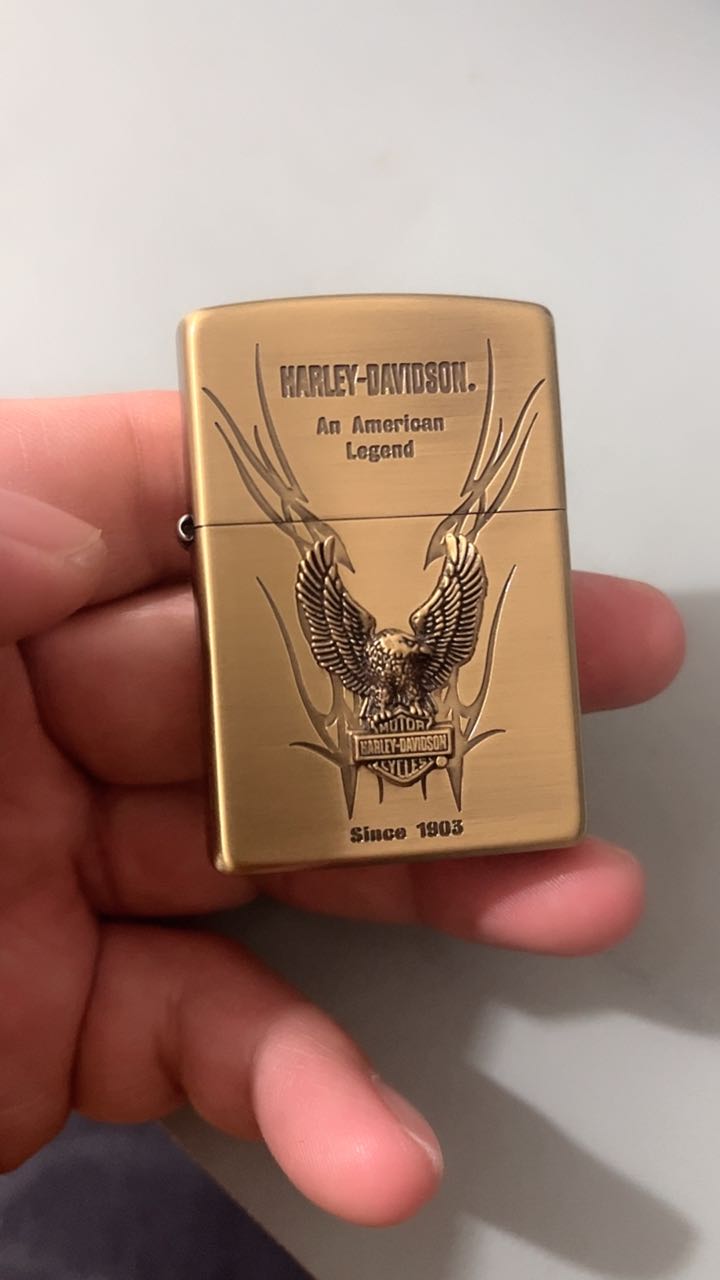 HARLEY-DAVIDSON.
An American
Legend
MOTOR
HARLEY-DAVIDSON
CYCLES
Since 1903